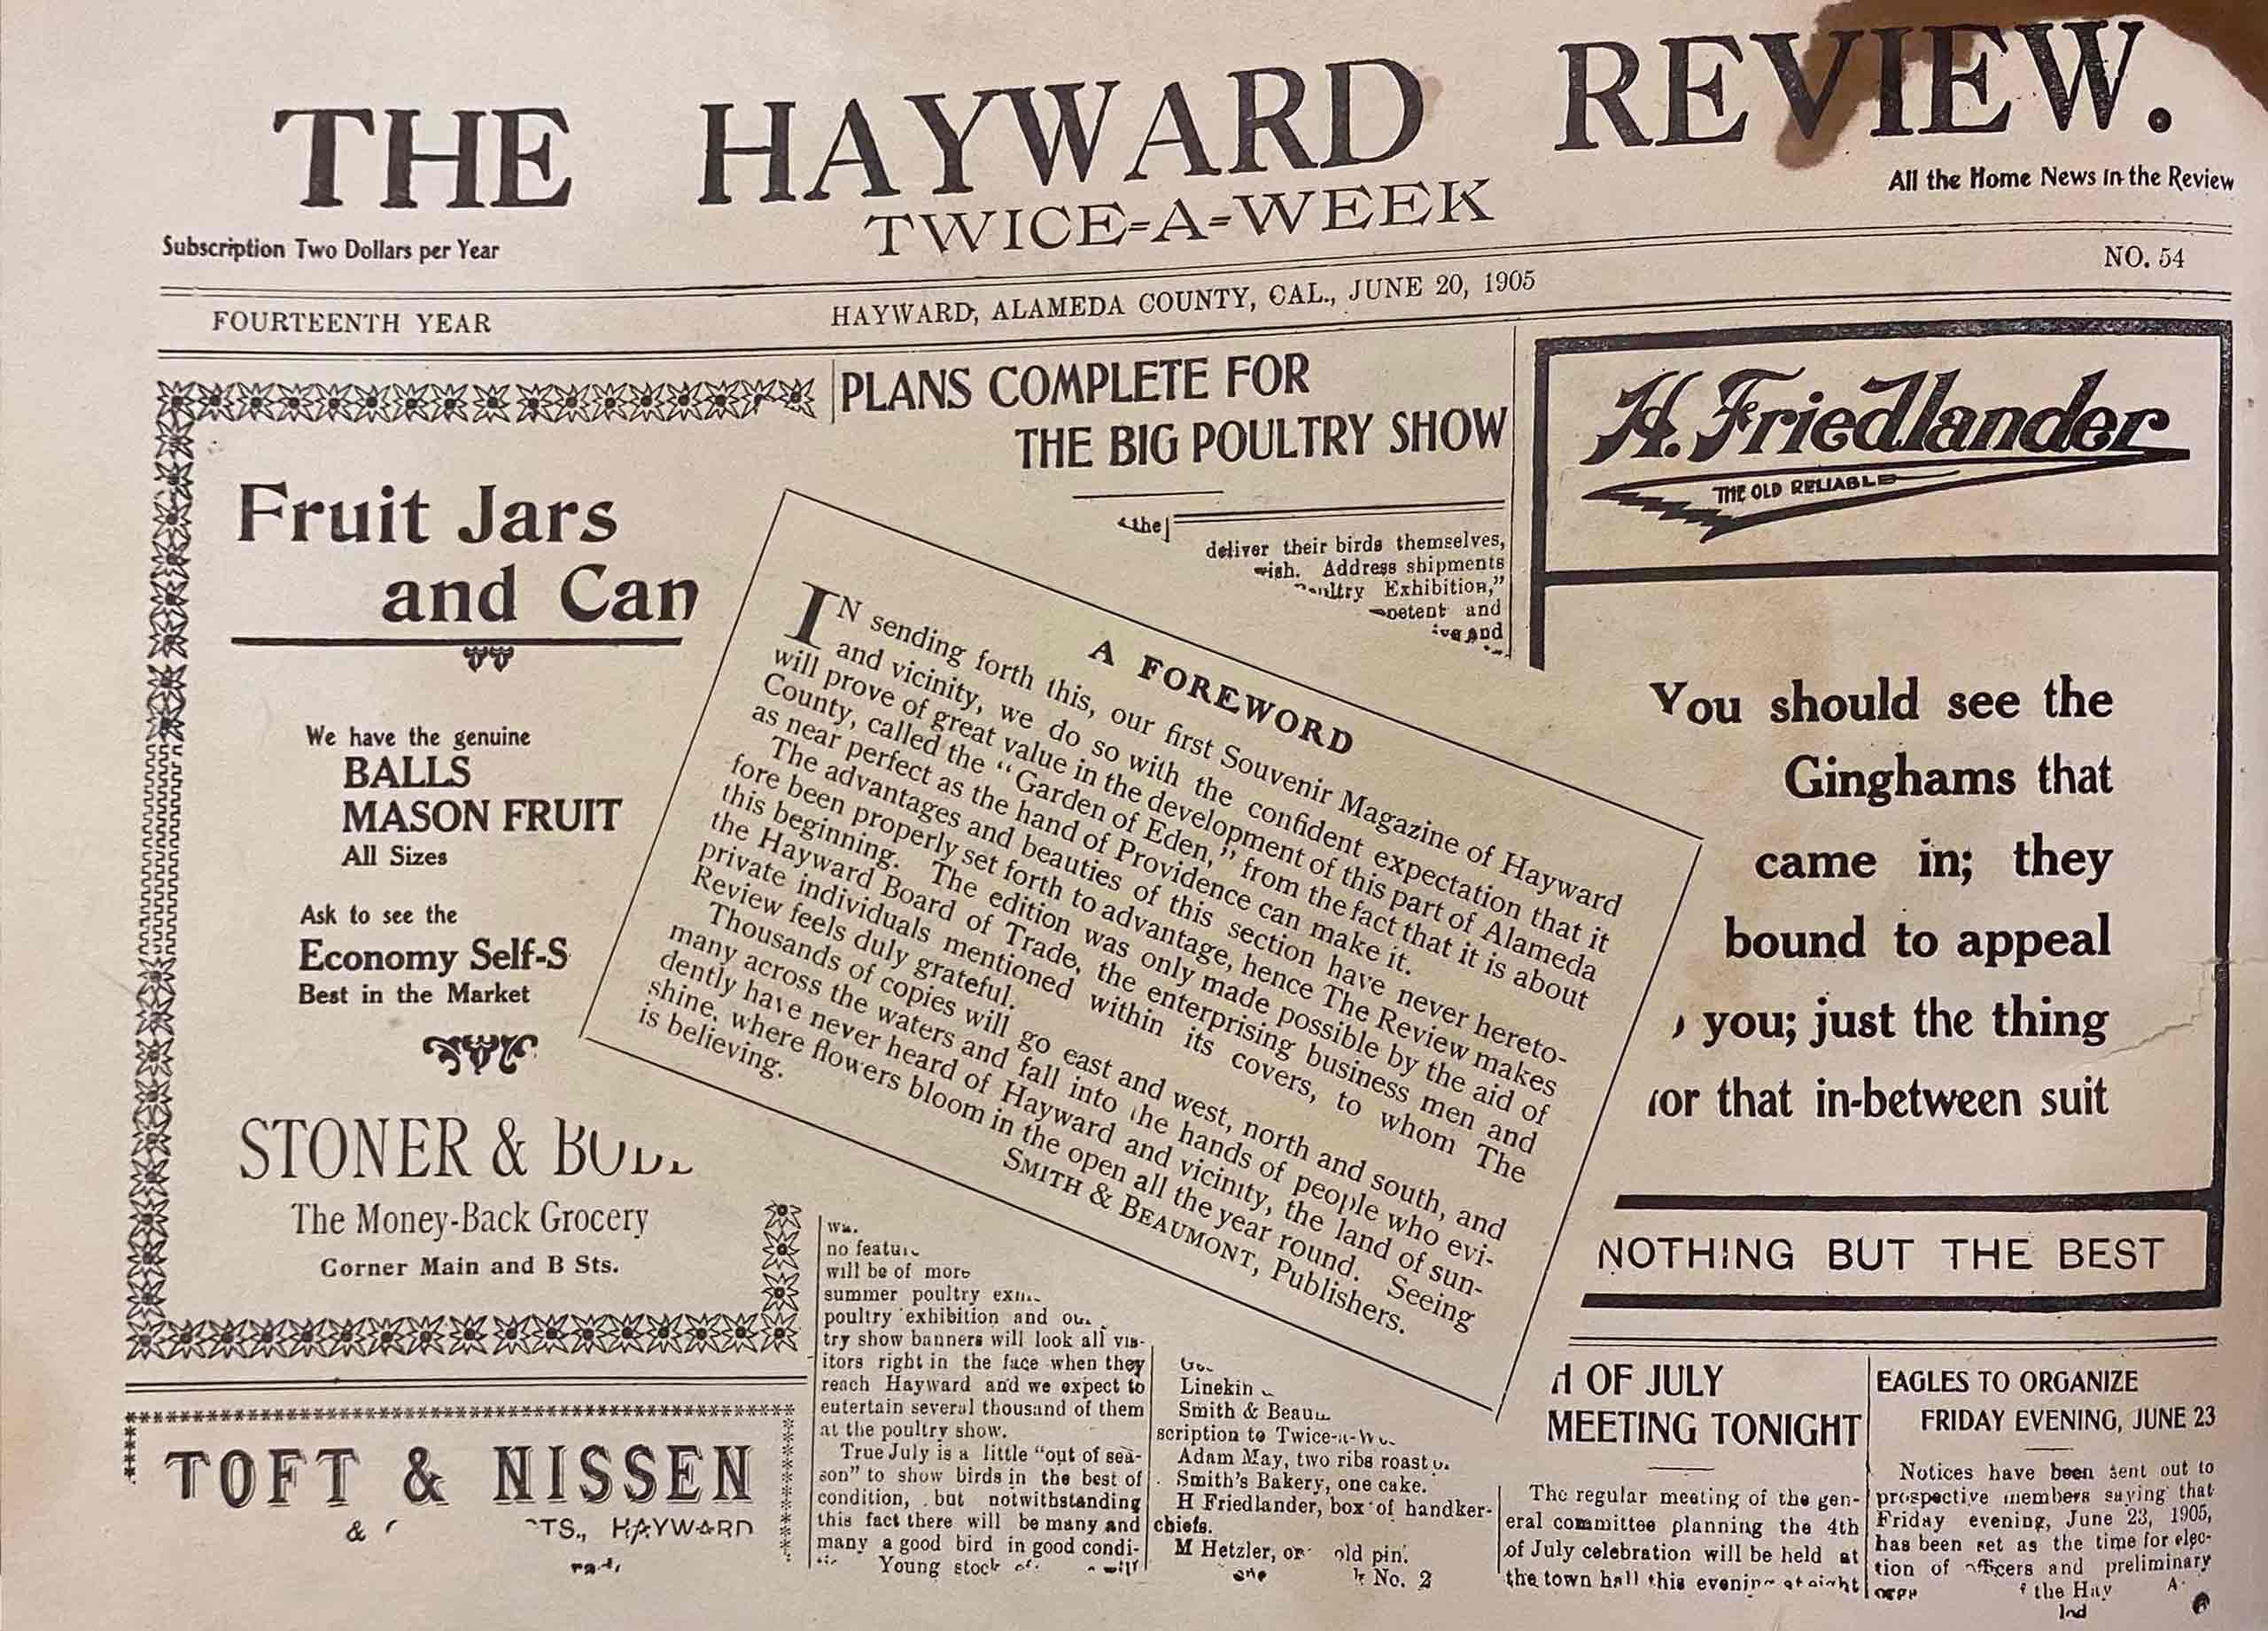 THE HAYWARD REVIEW.
TWICE-A-WEEK
Subscription Two Dollars per Year
All the Home News in the Review
FOURTEENTH YEAR
HAYWARD, ALAMEDA COUNTY, CAL., JUNE 20, 1905
NO. 54
Fruit Jars
and Can
We have the genuine
BALLS
MASON FRUIT
All Sizes
Ask to see the
Economy Self-S
Best in the Market
STONER &
The Money-Back Grocery
Corner Main and B Sts.
TOFT & NISSEN
HAYWARD
PLANS COMPLETE FOR
THE BIG POULTRY SHOW
the
deliver their birds themselves,
Address shipments
Exhibition,"
and
and
A FOREWORD
IN sending forth this, our first Souvenir Magazine of Hayward
and vicinity, we do so with the confident expectation that it
will prove of great value in the development of this part of Alameda
County, called the "Garden of Eden," from the fact that it is about
as near perfect as the hand of Providence can make it.
The advantages and beauties of this section have never hereto-
fore been properly set forth to advantage, hence The Review makes
this beginning. The edition was only made possible by the aid of
the Hayward Board of Trade, the enterprising business men and
private individuals mentioned within its covers, to whom The
Review feels duly grateful.
Thousands of copies will go east and west, north and south, and
many across the waters and fall into the hands of people who evi-
dently have never heard of Hayward and vicinity, the land of sun-
shine, where flowers bloom in the open all the year round. Seeing
is believing.
SMITH & BEAUMONT, Publishers.
no
will be of more
summer poultry
poultry exhibition and
try show banners will look all vis-
itors right in the face when they
reach Hayward and we expect to
entertain several thousand of them
at the poultry show.
True July is a little "out of sea-
son" to show birds in the best of
condition, but notwithstanding
this fact there will be many and
many a good bird in good condi-
Young stock
Linekin
Smith &
scription to
Adam May, two ribs roast
Smith's Bakery, one cake.
H Friedlander, box of handker-
chiefs.
M Hetzler, old pin.
No. 2
H. Friedlander
THE OLD RELIABLE
You should see the
Ginghams that
came in; they
bound to appeal
you; just the thing
that in-between suit
NOTHING BUT THE BEST
OF JULY
MEETING TONIGHT
The regular meeting of the gen-
eral committee planning the 4th
of July celebration will be held at
the town hall this evening at eight
EAGLES TO ORGANIZE
FRIDAY EVENING, JUNE 23
Notices have been sent out to
prospective members saying that
Friday evening, June 23, 1905,
has been set as the time for elec-
tion of officers and preliminary
the